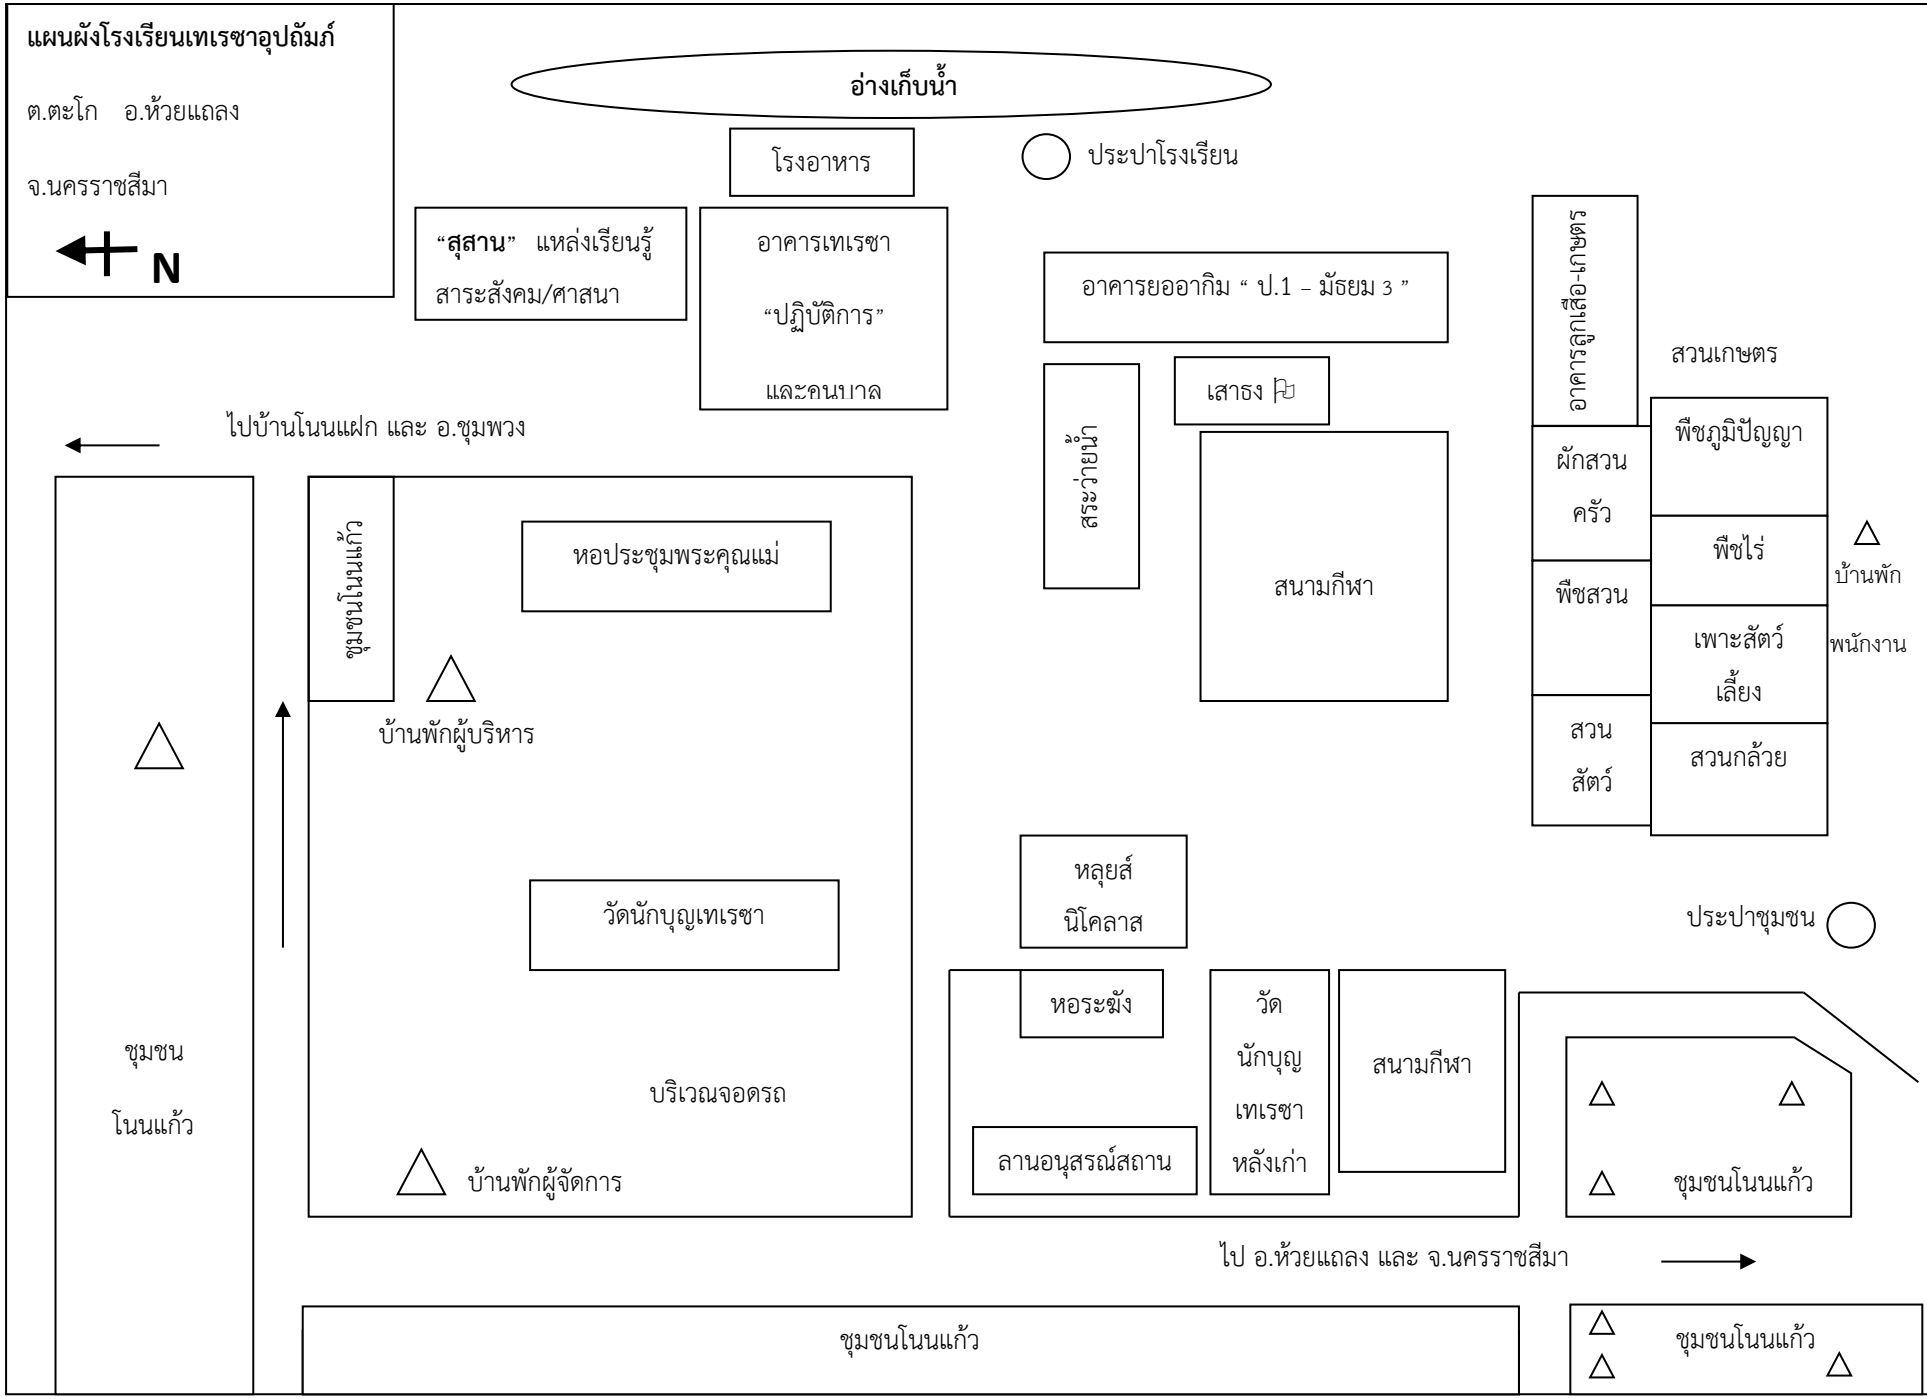 แผนผังโรงเรียนเทเรซาอุปถัมภ์
ต.ตะโก อ.ห้วยแถลง
จ.นครราชสีมา
N
อ่างเก็บน้ำ
โรงอาหาร
ประปาโรงเรียน
“สุสาน” แหล่งเรียนรู้
สาระสังคม/ศาสนา
อาคารเทเรซา
“ปฏิบัติการ”
และคนบาล
อาคารยออากิม “ ป.1 – มัธยม 3 ”
เสาธง
สระว่ายน้ำ
สนามกีฬา
อาคารลูกเสือ-เกษตร
สวนเกษตร
ผักสวน
ครัว
พืชสวน
สวน
สัตว์
พืชภูมิปัญญา
พืชไร่
เพาะสัตว์
เลี้ยง
สวนกล้วย
บ้านพัก
พนักงาน
ไปบ้านโนนแฝก และ อ.ชุมพวง
ชุมชนโนนแก้ว
หอประชุมพระคุณแม่
บ้านพักผู้บริหาร
วัดนักบุญเทเรซา
บริเวณจอดรถ
บ้านพักผู้จัดการ
ชุมชน
โนนแก้ว
หลุยส์
นิโคลาส
หอระฆัง
ลานอนุสรณ์สถาน
วัด
นักบุญ
เทเรซา
หลังเก่า
สนามกีฬา
ประปาชุมชน
ชุมชนโนนแก้ว
ไป อ.ห้วยแถลง และ จ.นครราชสีมา
ชุมชนโนนแก้ว
ชุมชนโนนแก้ว